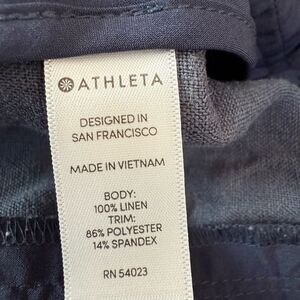 ATHLETA
DESIGNED IN
SAN FRANCISCO
MADE IN VIETNAM
BODY:
100% LINEN
TRIM:
86% POLYESTER
14% SPANDEX
RN 54023